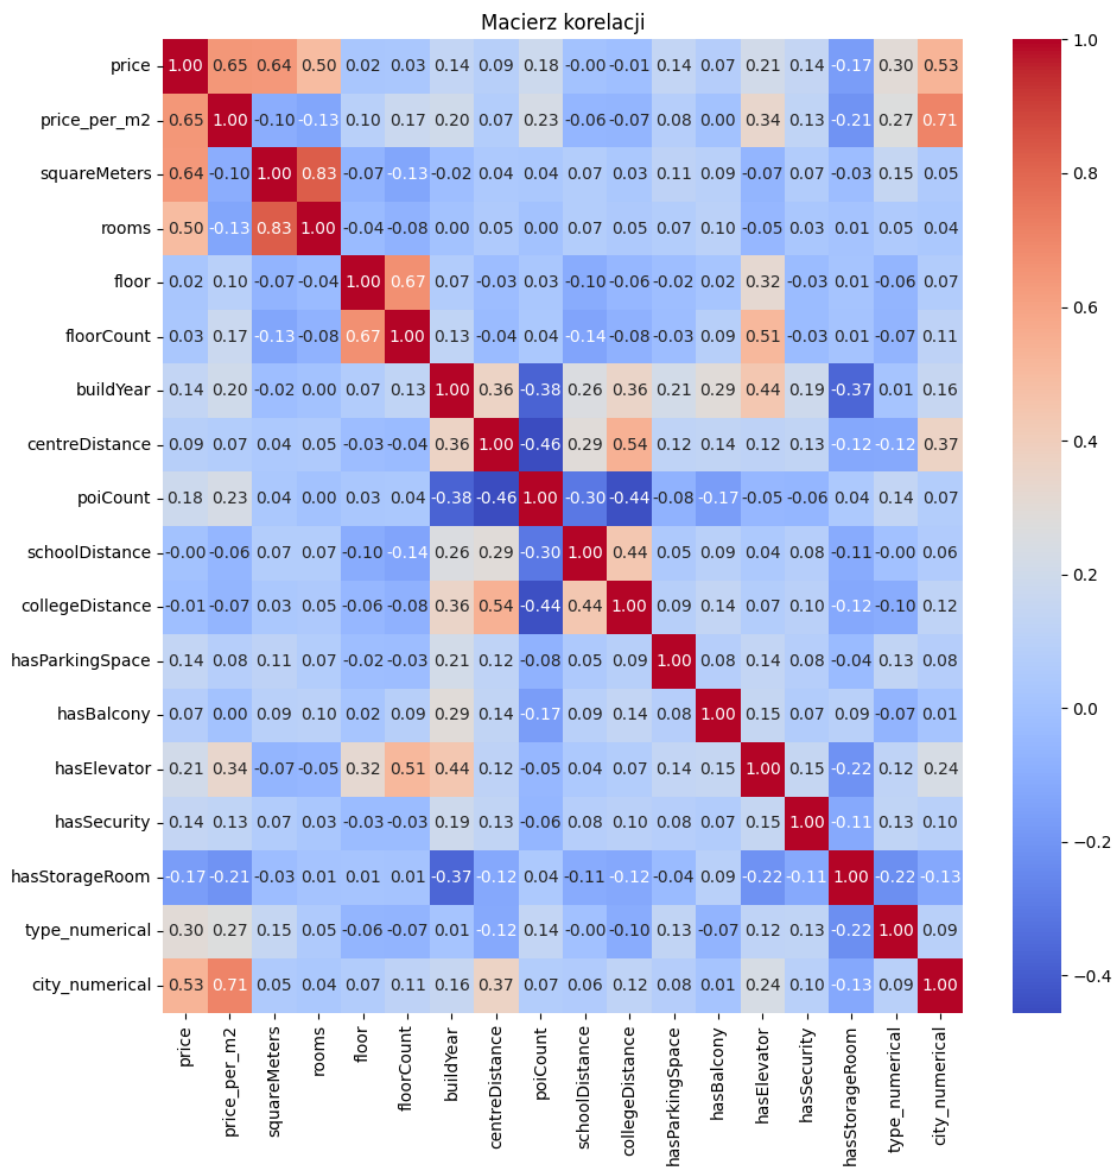 Macierz korelacji
price 1.00 0.65 0.64 0.50 0.02 0.03 0.14 0.09 0.18 -0.00 -0.01 0.14 0.07 0.21 0.14 -0.17 0.30 0.53
price_per_m2 0.65 1.00 -0.10 -0.13 0.10 0.17 0.20 0.07 0.23 -0.06 -0.07 0.08 0.00 0.34 0.13 -0.21 0.27 0.71
squareMeters 0.64 -0.10 1.00 0.83 -0.07 -0.13 -0.02 0.04 0.04 0.07 0.03 0.11 0.09 -0.07 0.07 -0.03 0.15 0.05
rooms 0.50 -0.13 0.83 1.00 -0.04 -0.08 0.00 0.05 0.00 0.07 0.05 0.07 0.10 -0.05 0.03 0.01 0.05 0.04
floor 0.02 0.10 -0.07 -0.04 1.00 0.67 0.07 -0.03 0.03 -0.10 -0.06 -0.02 0.02 0.32 -0.03 0.01 -0.06 0.07
floorCount 0.03 0.17 -0.13 -0.08 0.67 1.00 0.13 -0.04 0.04 -0.14 -0.08 -0.03 0.09 0.51 -0.03 0.01 -0.07 0.11
buildYear 0.14 0.20 -0.02 0.00 0.07 0.13 1.00 0.36 -0.38 0.26 0.36 0.21 0.29 0.44 0.19 -0.37 0.01 0.16
centreDistance 0.09 0.07 0.04 0.05 -0.03 -0.04 0.36 1.00 -0.46 0.29 0.54 0.12 0.14 0.12 0.13 -0.12 -0.12 0.37
poiCount 0.18 0.23 0.04 0.00 0.03 0.04 -0.38 -0.46 1.00 -0.30 -0.44 -0.08 -0.17 -0.05 -0.06 0.04 0.14 0.07
schoolDistance -0.00 -0.06 0.07 0.07 -0.10 -0.14 0.26 0.29 -0.30 1.00 0.44 0.05 0.09 0.04 0.08 -0.11 -0.00 0.06
collegeDistance -0.01 -0.07 0.03 0.05 -0.06 -0.08 0.36 0.54 -0.44 0.44 1.00 0.09 0.14 0.07 0.10 -0.12 -0.10 0.12
hasParkingSpace 0.14 0.08 0.11 0.07 -0.02 -0.03 0.21 0.12 -0.08 0.05 0.09 1.00 0.08 0.14 0.08 -0.04 0.13 0.08
hasBalcony 0.07 0.00 0.09 0.10 0.02 0.09 0.29 0.14 -0.17 0.09 0.14 0.08 1.00 0.15 0.07 0.09 -0.07 0.01
hasElevator 0.21 0.34 -0.07 -0.05 0.32 0.51 0.44 0.12 -0.05 0.04 0.07 0.14 0.15 1.00 0.15 -0.22 0.12 0.24
hasSecurity 0.14 0.13 0.07 0.03 -0.03 -0.03 0.19 0.13 -0.06 0.08 0.10 0.08 0.07 0.15 1.00 -0.11 0.13 0.10
hasStorageRoom -0.17 -0.21 -0.03 0.01 0.01 0.01 -0.37 -0.12 0.04 -0.11 -0.12 -0.04 0.09 -0.22 -0.11 1.00 -0.22 -0.13
type_numerical 0.30 0.27 0.15 0.05 -0.06 -0.07 0.01 -0.12 0.14 -0.00 -0.10 0.13 -0.07 0.12 0.13 -0.22 1.00 0.09
city_numerical 0.53 0.71 0.05 0.04 0.07 0.11 0.16 0.37 0.07 0.06 0.12 0.08 0.01 0.24 0.10 -0.13 0.09 1.00
price price_per_m2 squareMeters rooms floor floorCount buildYear centreDistance poiCount schoolDistance collegeDistance hasParkingSpace hasBalcony hasElevator hasSecurity hasStorageRoom type_numerical city_numerical
1.0
0.8
0.6
0.4
0.2
0.0
−0.2
−0.4